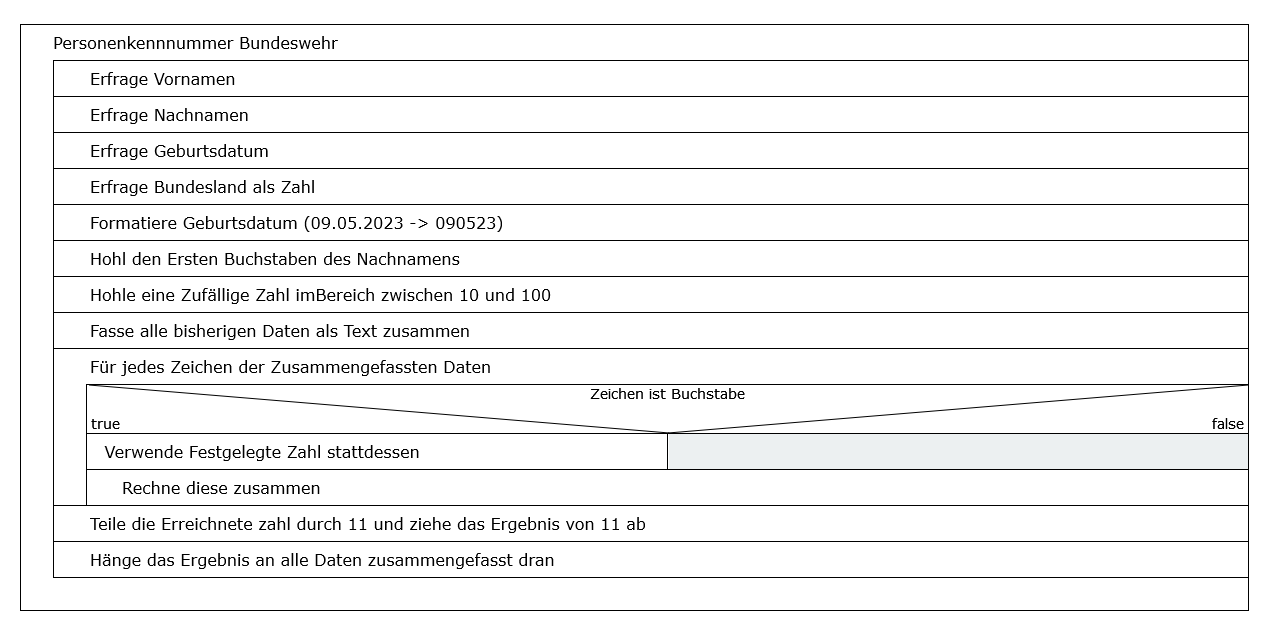 Personenkennnummer Bundeswehr
Erfrage Vornamen
Erfrage Nachnamen
Erfrage Geburtsdatum
Erfrage Bundesland als Zahl
Formatiere Geburtsdatum (09.05.2023 -> 090523)
Hohl den Ersten Buchstaben des Nachnamens
Hohle eine Zufällige Zahl imBereich zwischen 10 und 100
Fasse alle bisherigen Daten als Text zusammen
Für jedes Zeichen der Zusammengefassten Daten
Zeichen ist Buchstabe
true false
Verwende Festgelegte Zahl stattdessen
Rechne diese zusammen
Teile die Erreichnete zahl durch 11 und ziehe das Ergebnis von 11 ab
Hänge das Ergebnis an alle Daten zusammengefasst dran